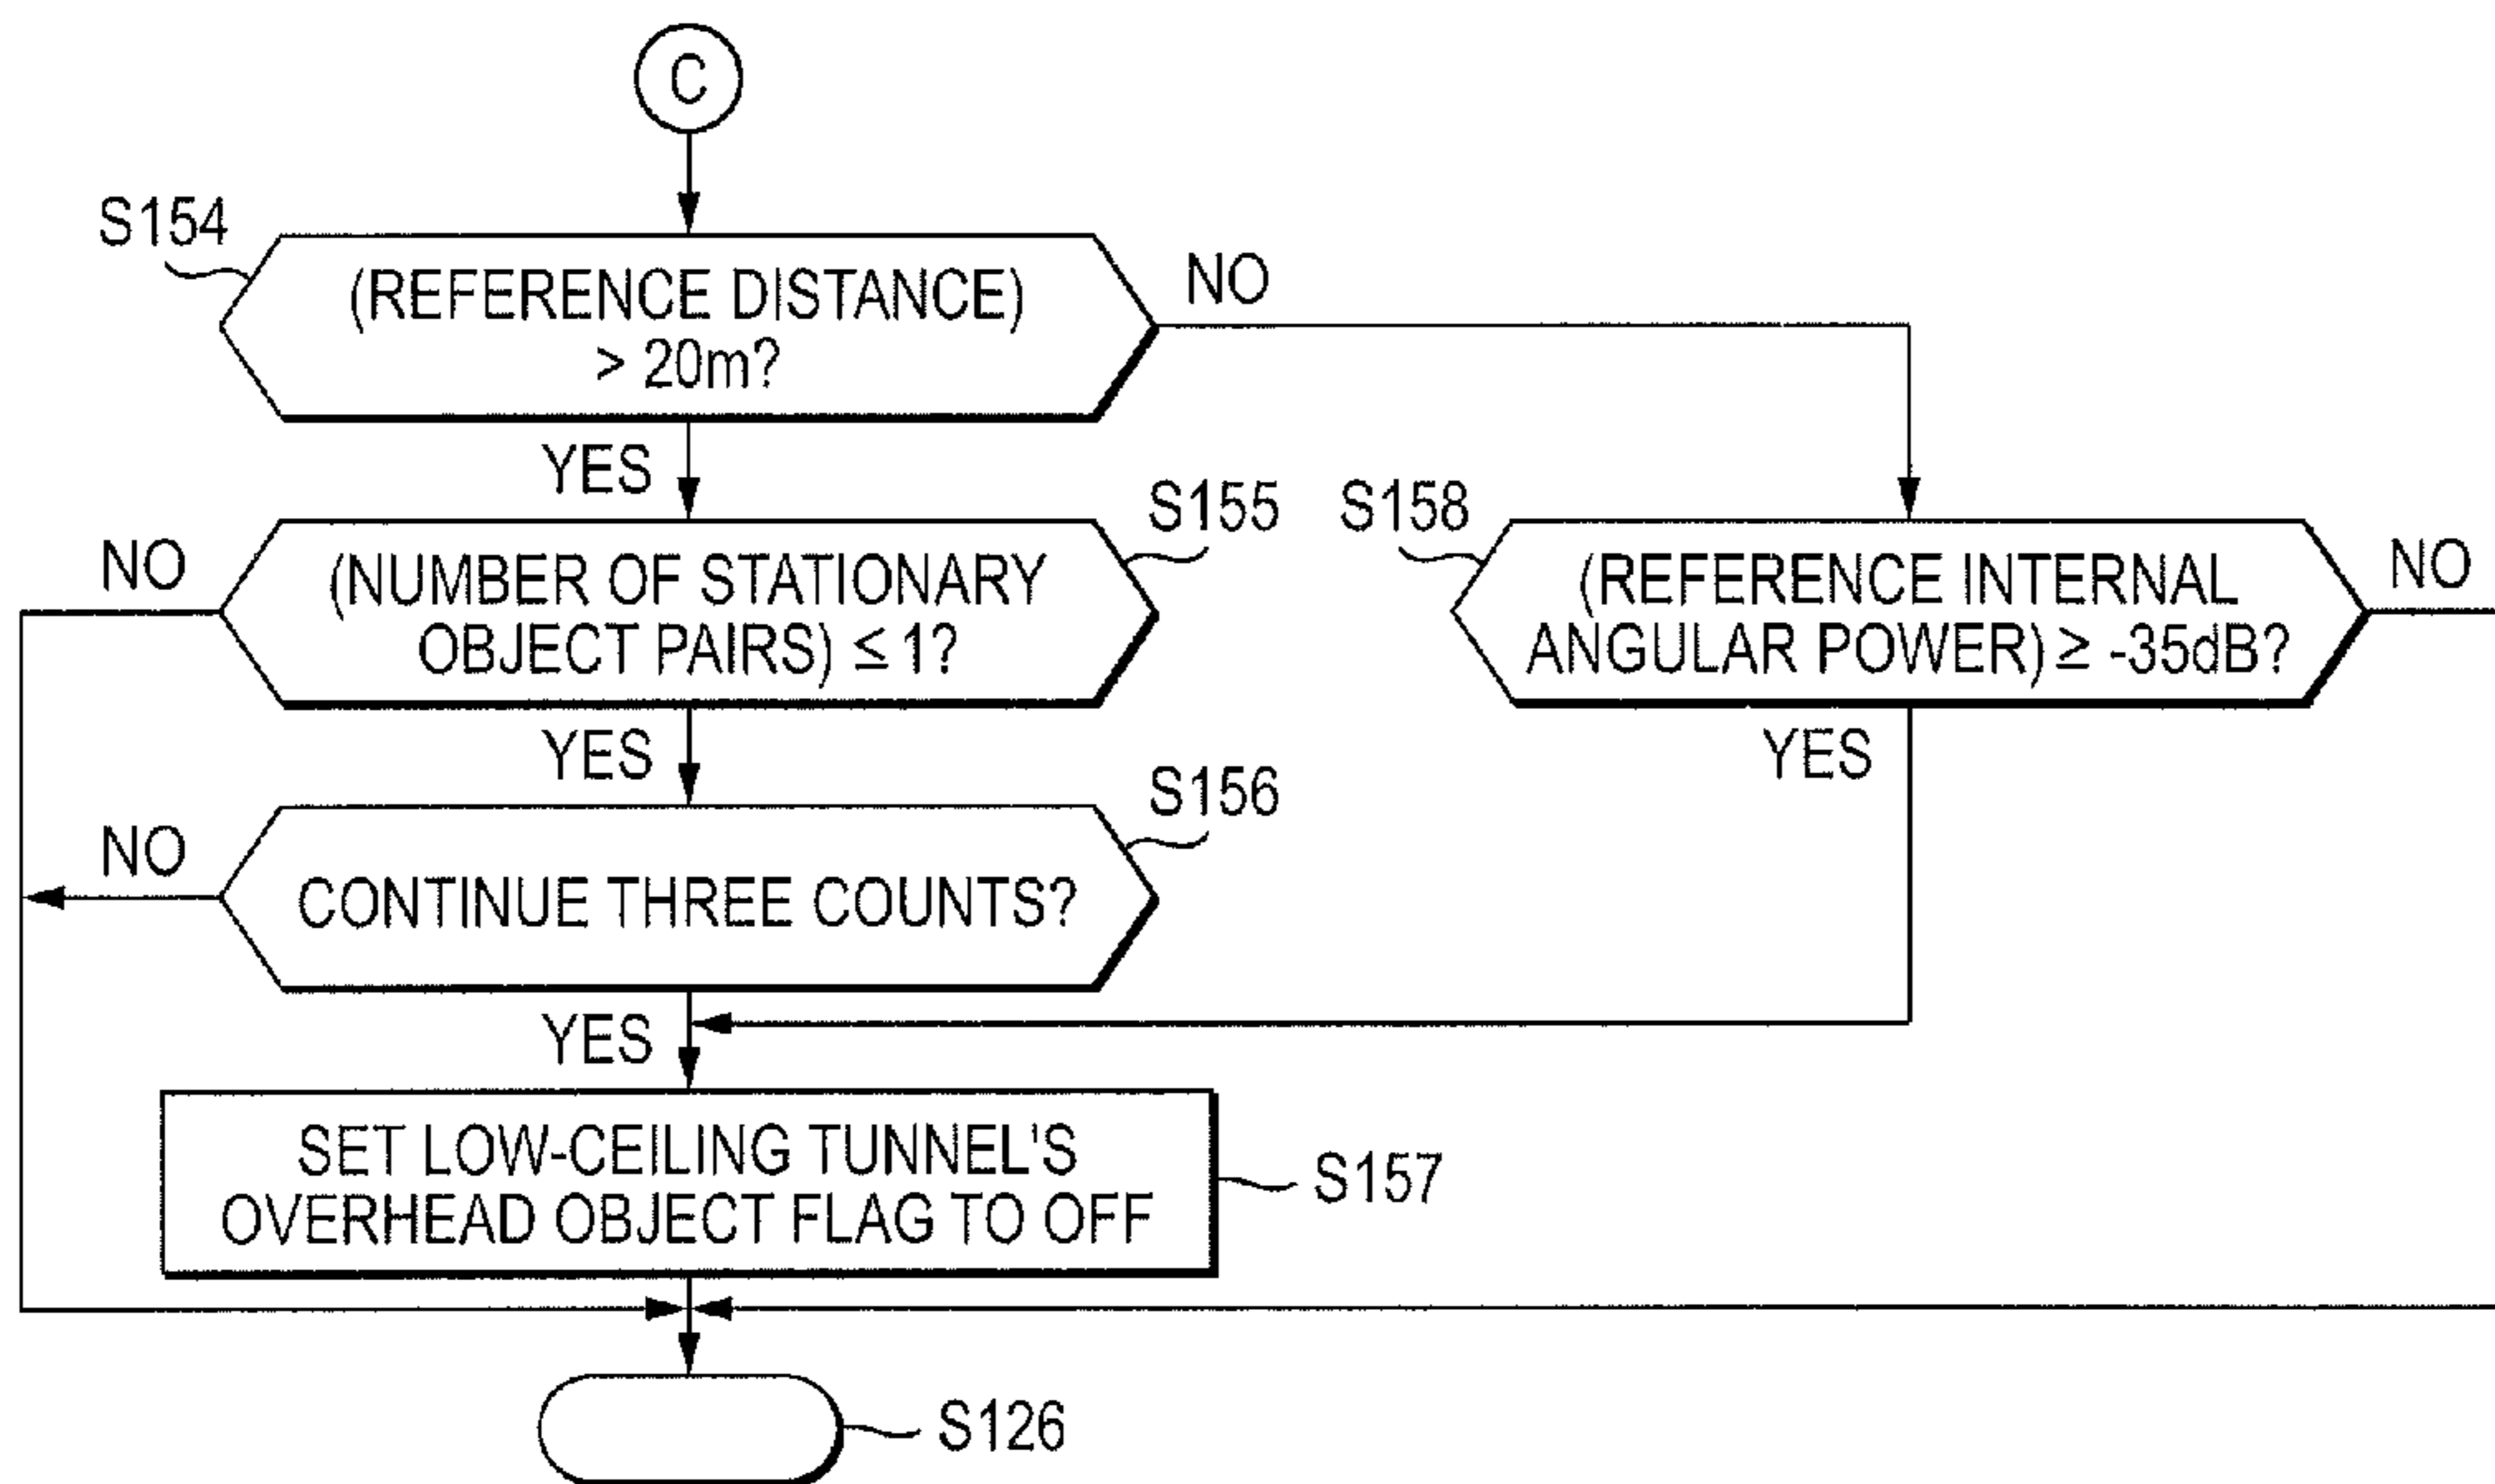 C
S154
(REFERENCE DISTANCE)
> 20m?
NO
YES
S155
NO
(NUMBER OF STATIONARY
OBJECT PAIRS) ≤ 1?
YES
S158
(REFERENCE INTERNAL
ANGULAR POWER) ≥ -35dB?
NO
YES
S156
NO
CONTINUE THREE COUNTS?
YES
SET LOW-CEILING TUNNEL'S
OVERHEAD OBJECT FLAG TO OFF
S157
S126